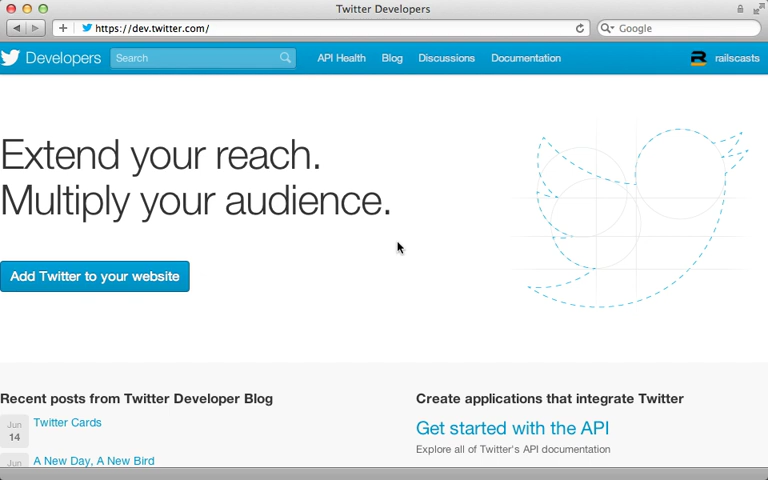 Twitter Developers
https://dev.twitter.com/
Google
Developers
Search
API Health
Blog
Discussions
Documentation
railscasts
Extend your reach.
Multiply your audience.
Add Twitter to your website
Recent posts from Twitter Developer Blog
Jun
14
Twitter Cards
Jun
A New Day, A New Bird
Create applications that integrate Twitter
Get started with the API
Explore all of Twitter's API documentation